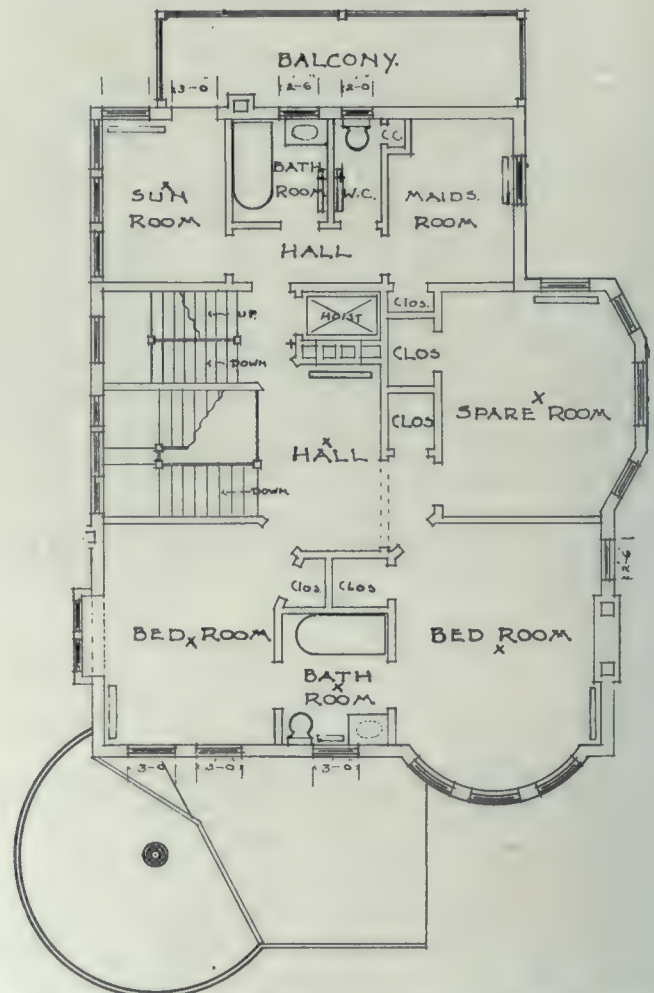 BALCONY.
3-0
2-6
2-0
C.C.
BATH
ROOM
W.C.
SUN
ROOM
MAIDS.
ROOM
HALL
UP.
HOIST
CLOS.
DOWN
CLOS
CLOS
SPARE ROOM
HALL
DOWN
2-6
CLOS.
CLOS.
BED ROOM
BED ROOM
BATH
ROOM
3-0
3-0
3-0